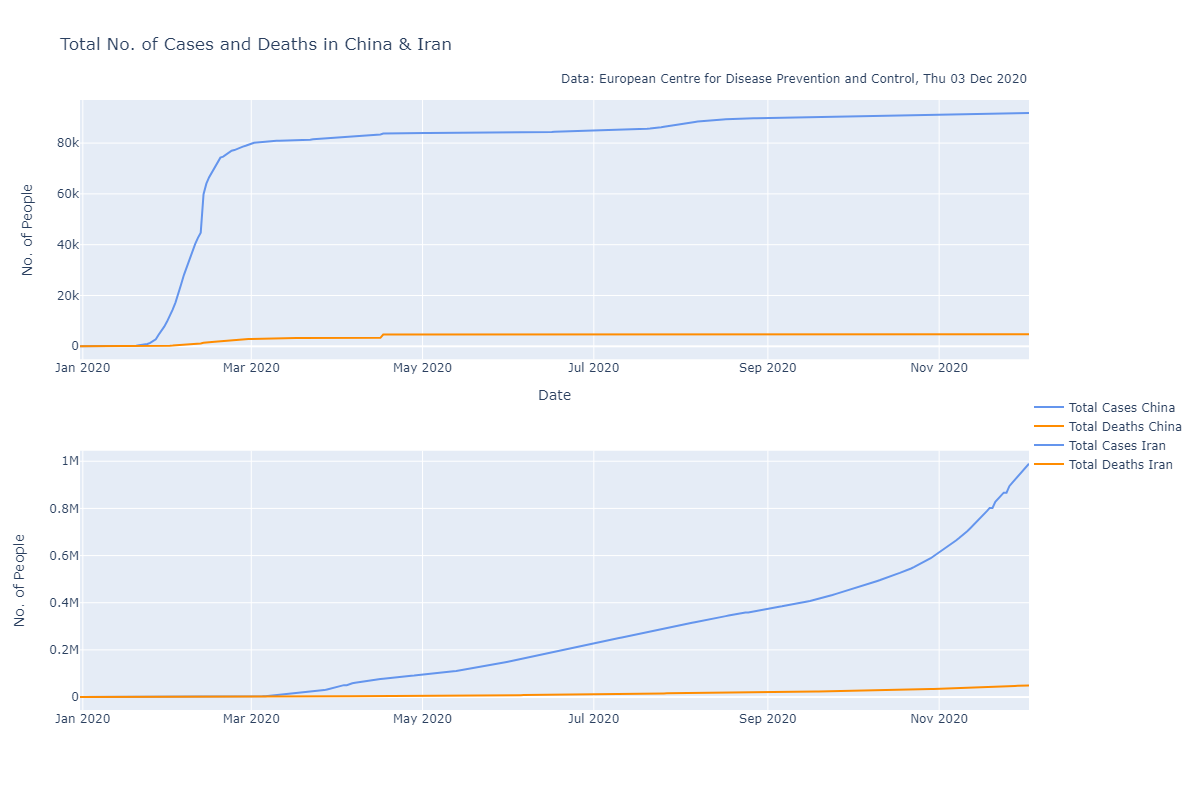 Total No. of Cases and Deaths in China & Iran
Data: European Centre for Disease Prevention and Control, Thu 03 Dec 2020
No. of People
80k
60k
40k
20k
0
Jan 2020 Mar 2020 May 2020 Jul 2020 Sep 2020 Nov 2020
Date
Total Cases China
Total Deaths China
Total Cases Iran
Total Deaths Iran
No. of People
1M
0.8M
0.6M
0.4M
0.2M
0
Jan 2020 Mar 2020 May 2020 Jul 2020 Sep 2020 Nov 2020